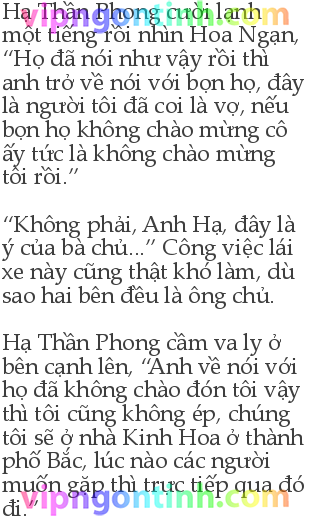 Hạ Thần Phong cười lạnh
một tiếng rồi nhìn Hoa Ngạn,
“Họ đã nói như vậy rồi thì
anh trở về nói với bọn họ, đây
là người tôi đã coi là vợ, nếu
bọn họ không chào mừng cô
ấy tức là không chào mừng
tôi rồi.”
“Không phải, Anh Hạ, đây là
ý của bà chủ...” Công việc lái
xe này cũng thật khó làm, dù
sao hai bên đều là ông chủ.
Hạ Thần Phong cầm va ly ở
bên cạnh lên, “Anh về nói với
họ đã không chào đón tôi vậy
thì tôi cũng không ép, chúng
tôi sẽ ở nhà Kinh Hoa ở thành
phố Bắc, lúc nào các người
muốn gặp thì trực tiếp qua đó
đi.”
vipngontinh.com
vipngontinh.com